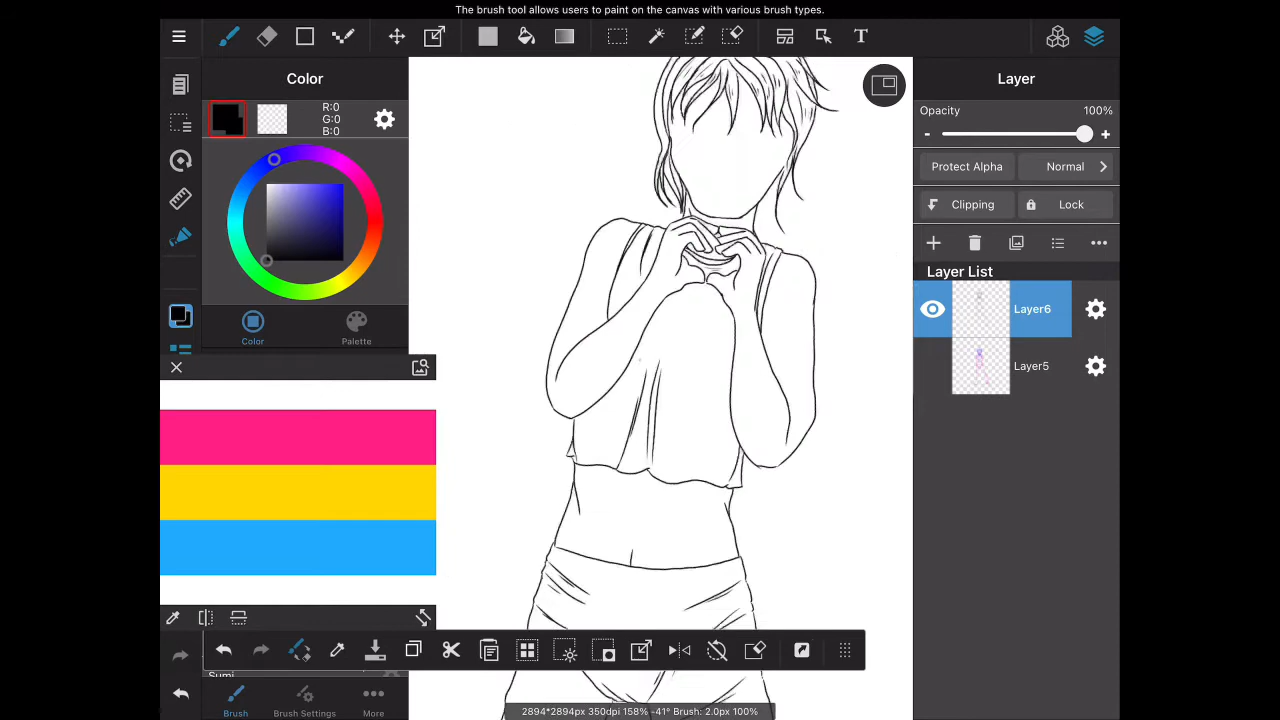 The brush tool allows users to paint on the canvas with various brush types.
T
Color
R:0
G:0
B:0
Color
Palette
Layer
Opacity
100%
-
+
Protect Alpha
Normal
Clipping
Lock
Layer List
Layer6
Layer5
Sumi
Brush
Brush Settings
More
2894*2894px 350dpi 158% -41° Brush: 2.0px 100%